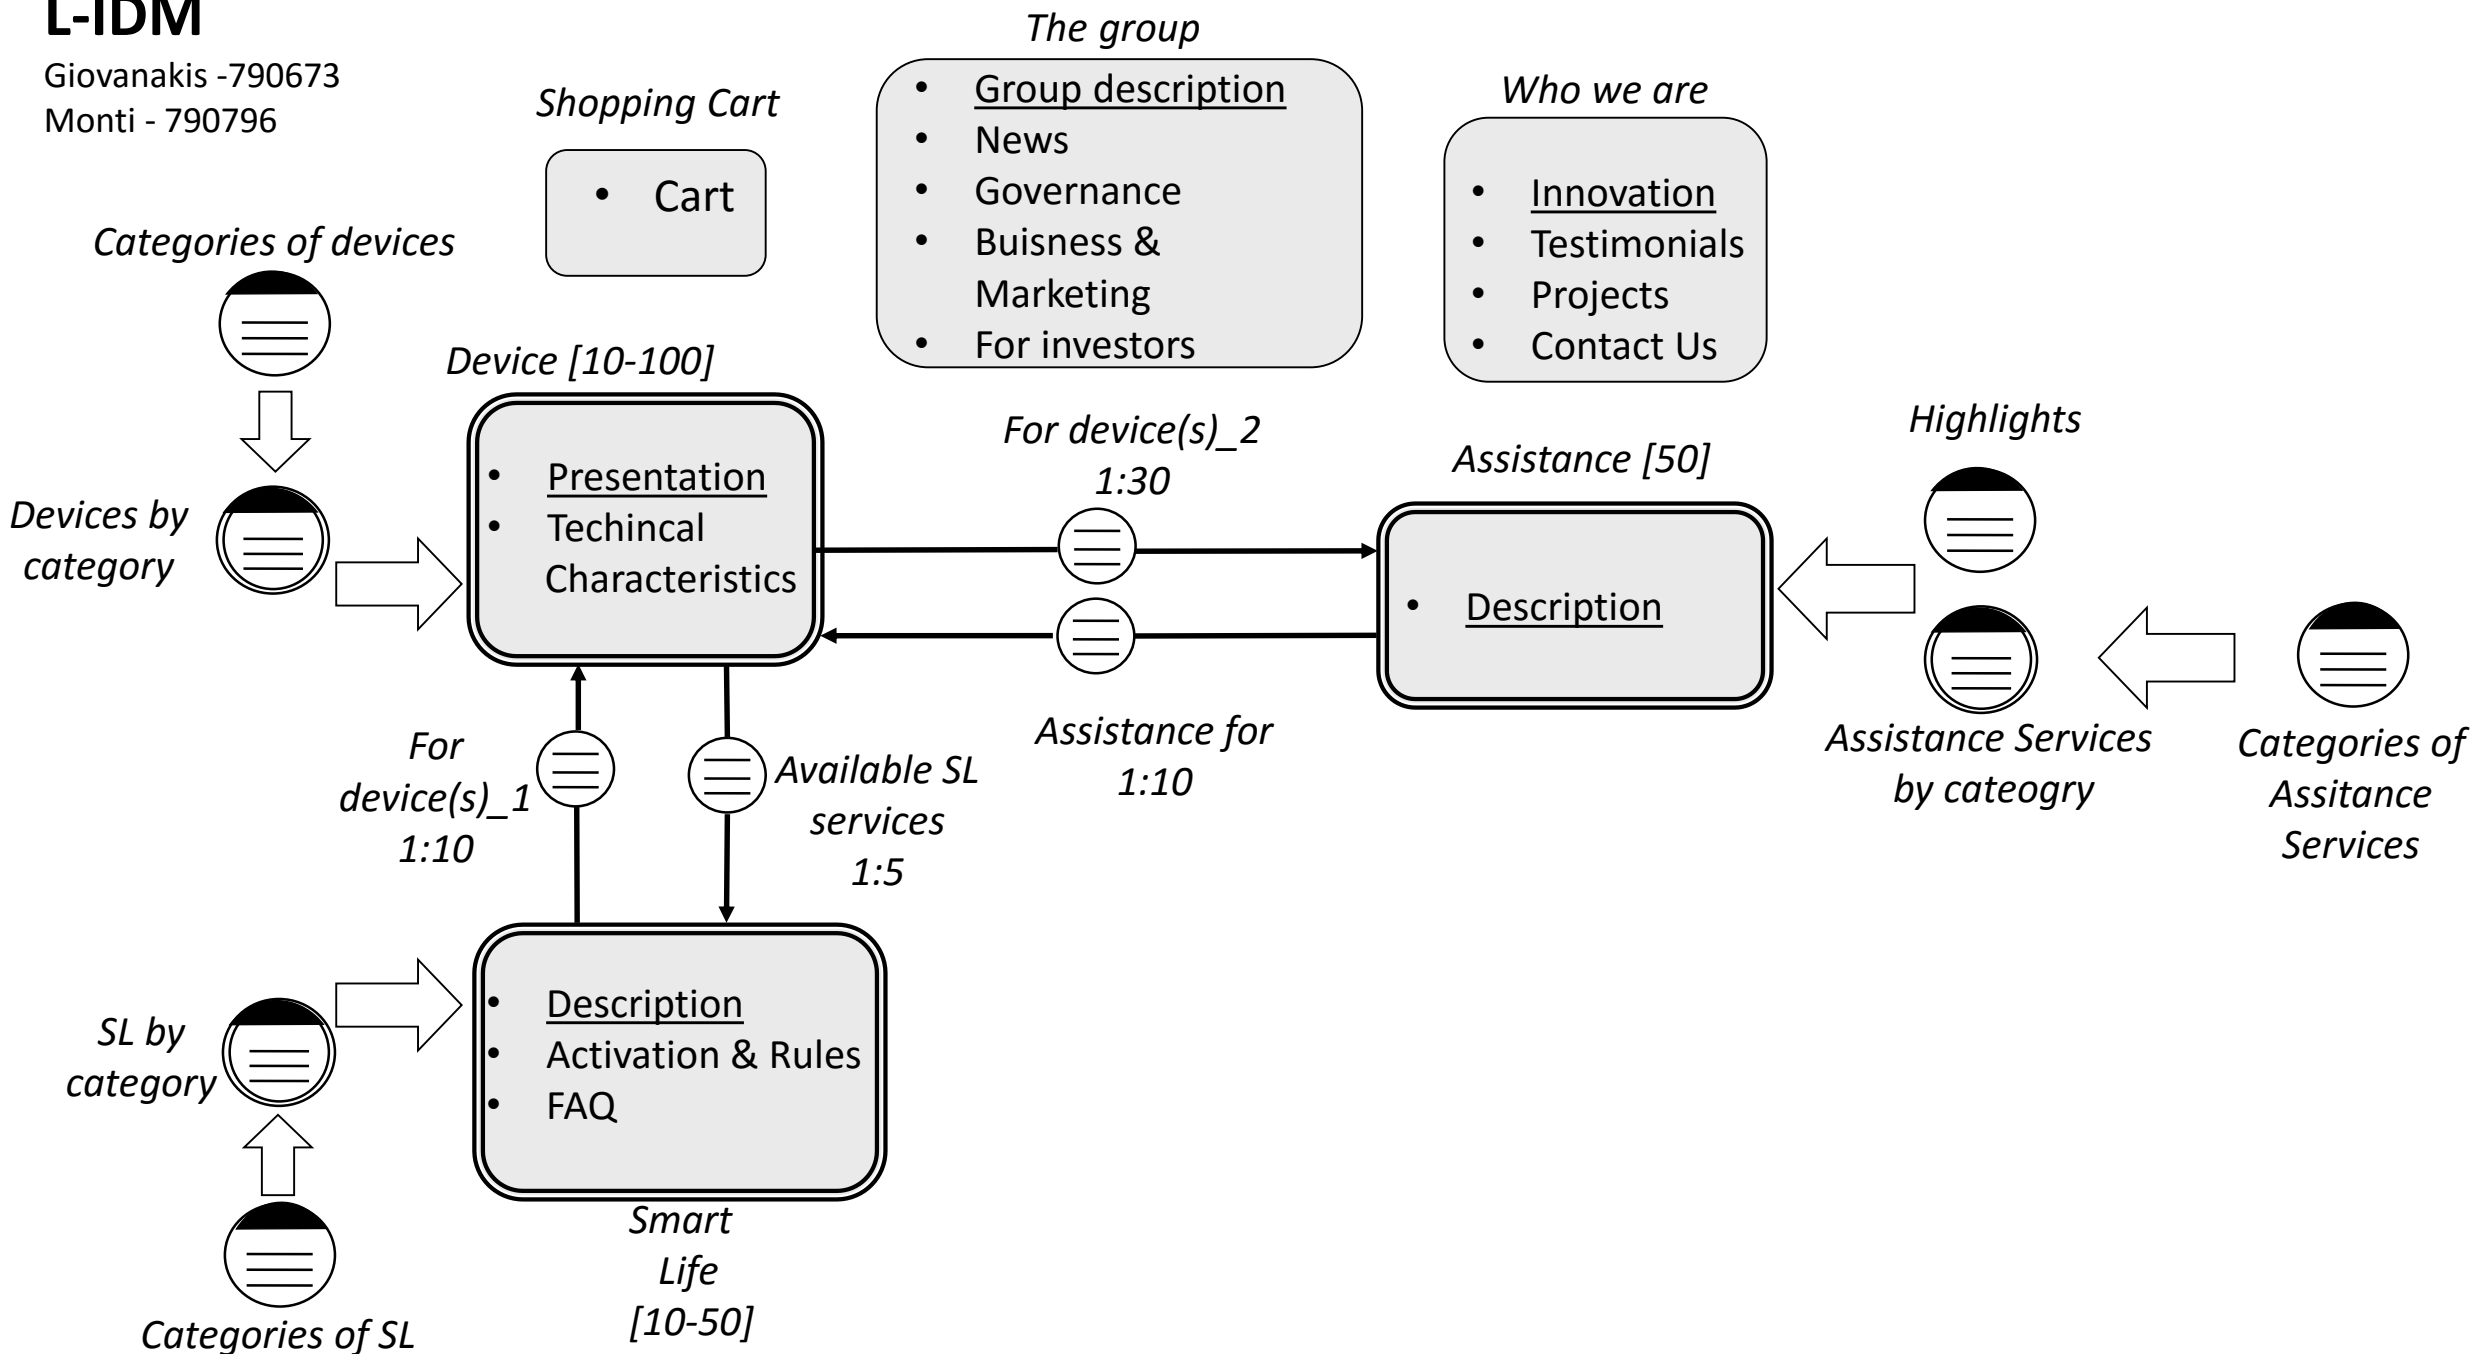 L-IDM
Giovanakis -790673
Monti - 790796
Shopping Cart
• Cart
The group
• Group description
• News
• Governance
• Buisness &
Marketing
• For investors
Who we are
• Innovation
• Testimonials
• Projects
• Contact Us
Categories of devices
Devices by
category
Device [10-100]
• Presentation
• Techincal
Characteristics
For device(s)_2
1:30
Assistance for
1:10
Assistance [50]
• Description
Highlights
Assistance Services
by cateogry
Categories of
Assitance
Services
For
device(s)_1
1:10
Available SL
services
1:5
• Description
• Activation & Rules
• FAQ
Smart
Life
[10-50]
SL by
category
Categories of SL